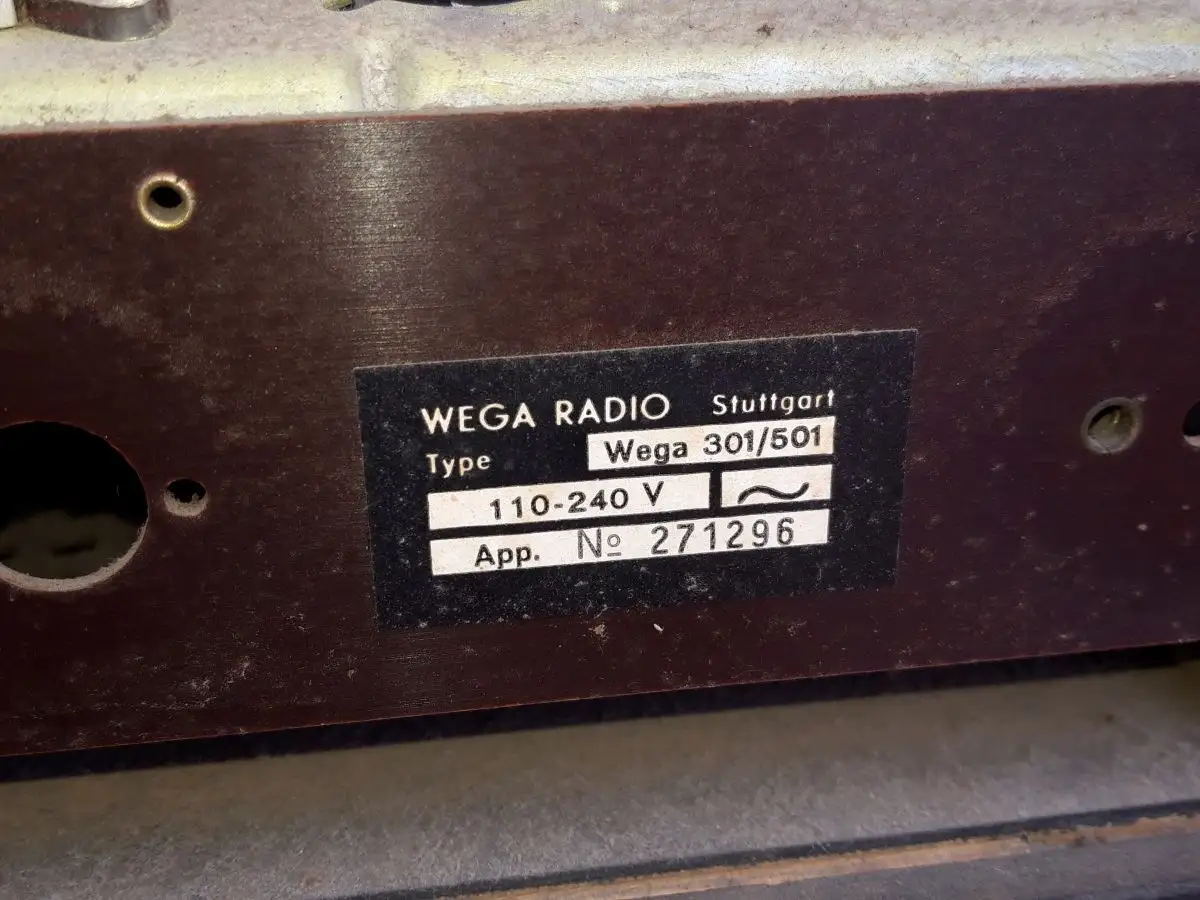 WEGA RADIO Stuttgart
Type Wega 301/501
110-240 V ~
App. Nº 271296